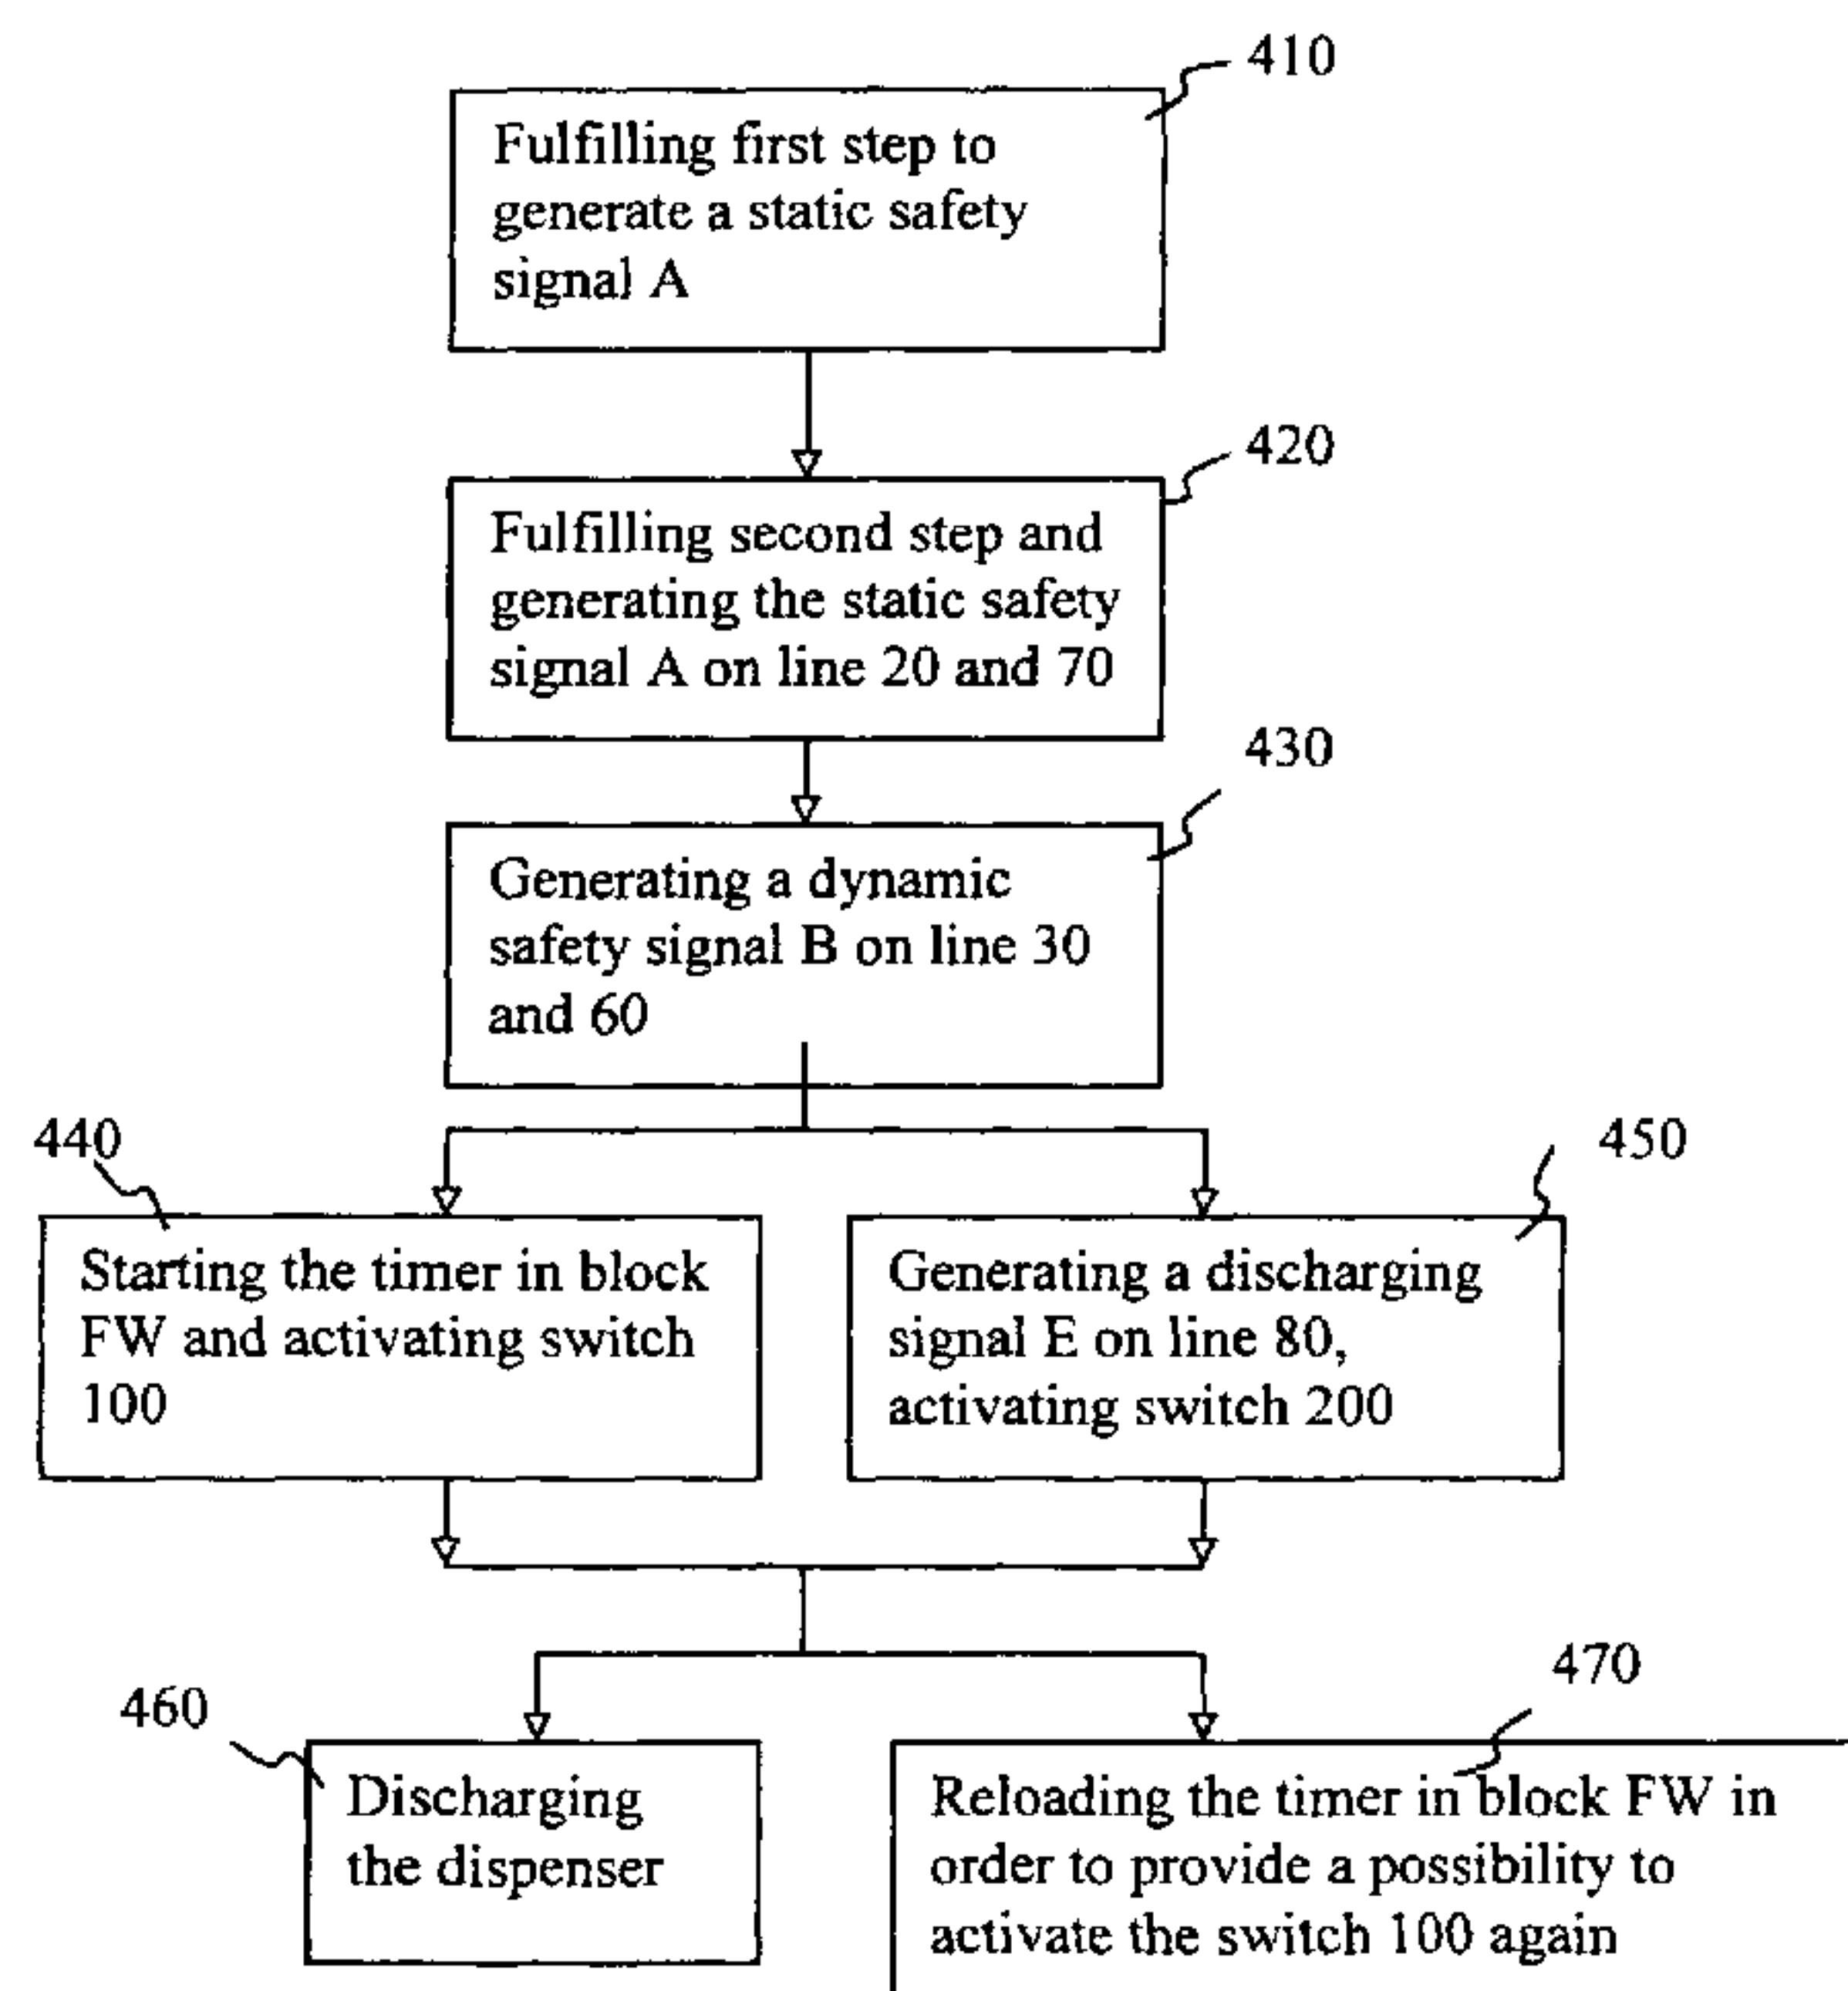 410
Fulfilling first step to
generate a static safety
signal A
420
Fulfilling second step and
generating the static safety
signal A on line 20 and 70
430
Generating a dynamic
safety signal B on line 30
and 60
440
Starting the timer in block
FW and activating switch
100
450
Generating a discharging
signal E on line 80,
activating switch 200
460
Discharging
the dispenser
470
Reloading the timer in block FW in
order to provide a possibility to
activate the switch 100 again